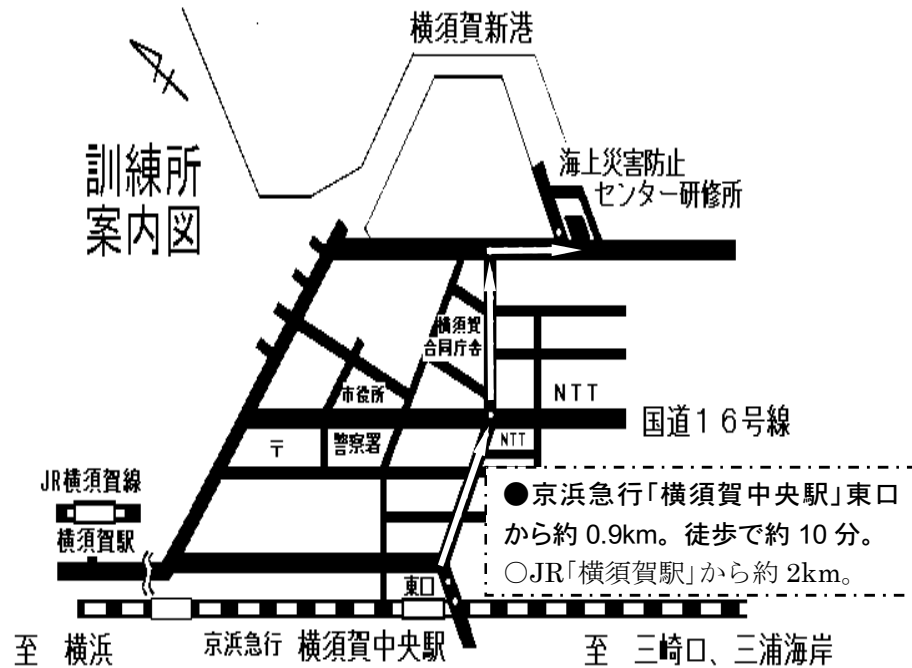 横須賀新港
訓練所
案内図
海上災害防止
センター研修所
横須賀
合同庁舎
市役所
NTT
国道16号線
〒
警察署
NTT
JR横須賀線
横須賀駅
●京浜急行「横須賀中央駅」東口
から約 0.9km。徒歩で約 10 分。
○JR「横須賀駅」から約 2km。
東口
至 横浜
京浜急行 横須賀中央駅
至 三崎口、三浦海岸